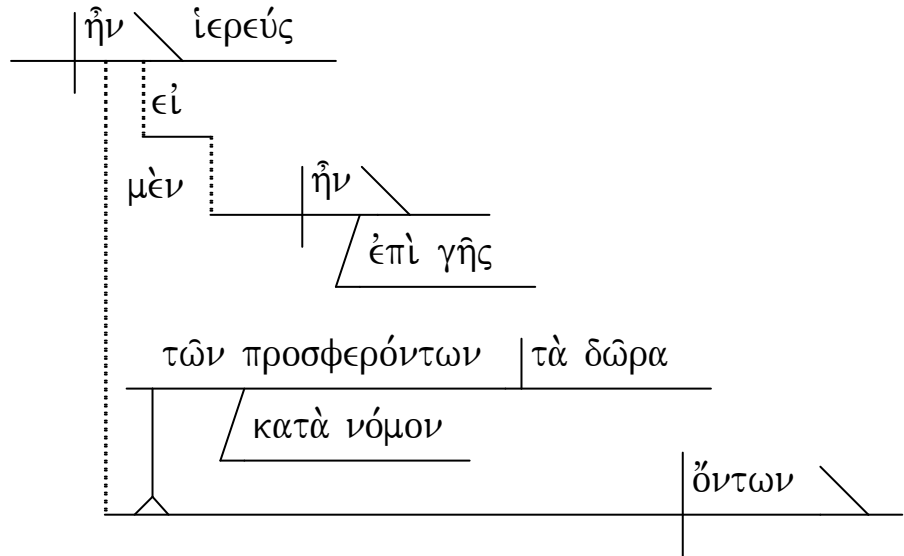 ἦν ἱερεύς
εἰ
μὲν
ἦν
ἐπὶ γῆς
τῶν προσφερόντων τὰ δῶρα
κατὰ νόμον
ὄντων